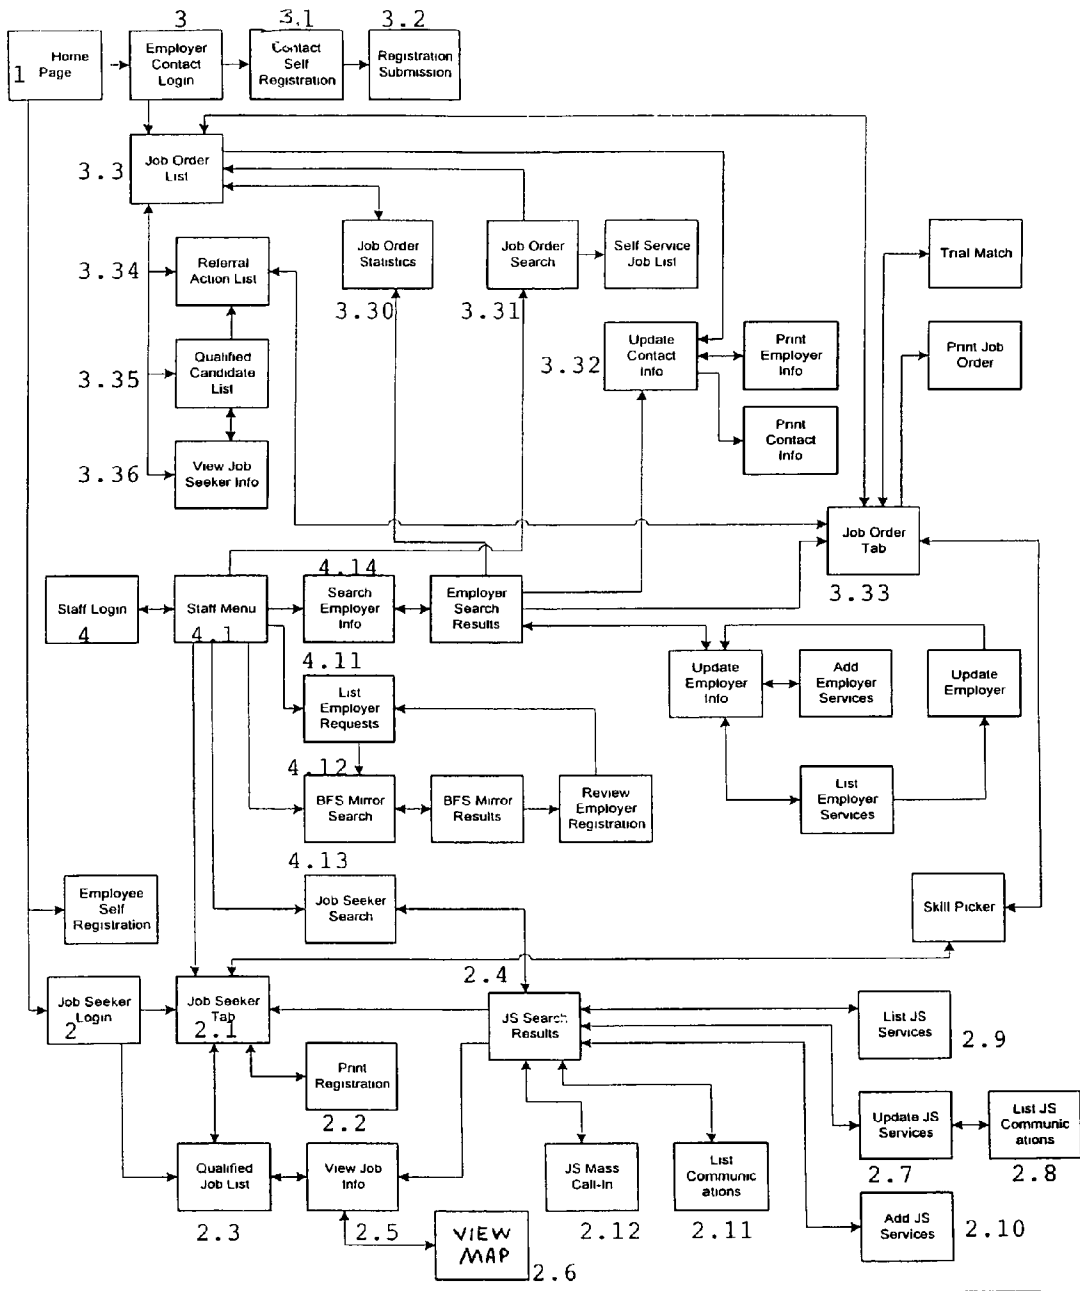 3
3.1
3.2
Home
Page
1
Employer
Contact
Login
Contact
Self
Registration
Registration
Submission
3.3
Job Order
List
3.34
Referral
Action List
Job Order
Statistics
3.30
Job Order
Search
3.31
Self Service
Job List
Trial Match
3.32
Update
Contact
Info
Print
Employer
Info
Print Job
Order
3.35
Qualified
Candidate
List
Print
Contact
Info
3.36
View Job
Seeker Info
Job Order
Tab
3.33
4.14
Staff Login
4
Staff Menu
4.1
Search
Employer
Info
Employer
Search
Results
4.11
List
Employer
Requests
Update
Employer
Info
Add
Employer
Services
Update
Employer
4.12
BFS Mirror
Search
BFS Mirror
Results
Review
Employer
Registration
List
Employer
Services
4.13
Job Seeker
Search
Employee
Self
Registration
Skill Picker
2.4
Job Seeker
Login
2
Job Seeker
Tab
2.1
JS Search
Results
List JS
Services
2.9
Print
Registration
2.2
Update JS
Services
2.7
List JS
Communic
ations
2.8
Qualified
Job List
2.3
View Job
Info
2.5
JS Mass
Call-In
2.12
List
Communic
ations
2.11
Add JS
Services
2.10
VIEW
MAP
2.6